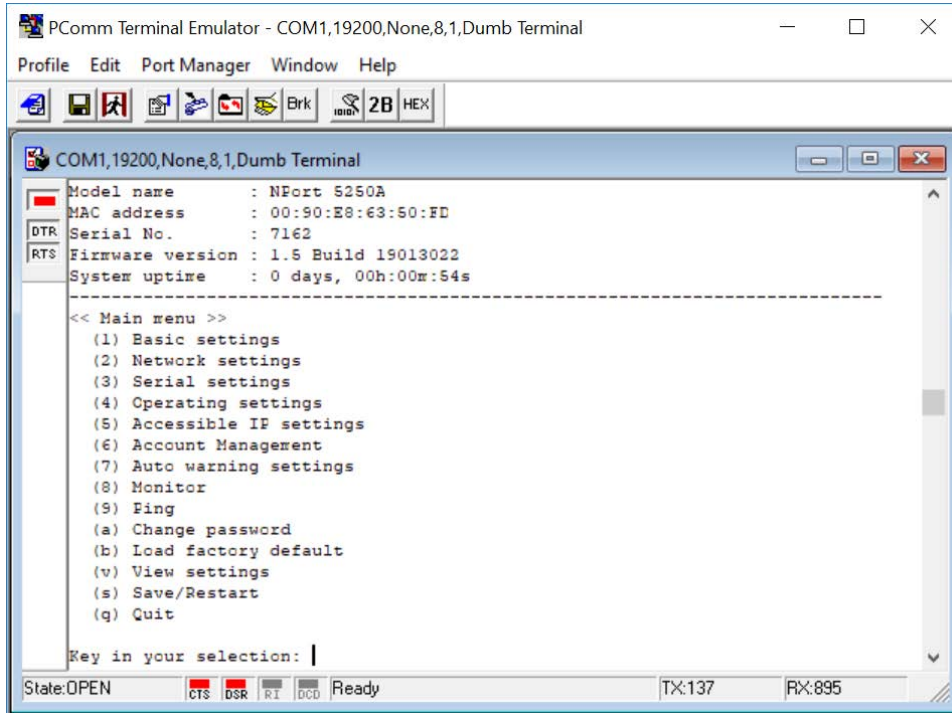 PComm Terminal Emulator - COM1,19200,None,8,1,Dumb Terminal
Profile Edit Port Manager Window Help
Brk 2B HEX
COM1,19200,None,8,1,Dumb Terminal
Model name : NPort 5250A
MAC address : 00:90:E8:63:50:FD
DTR Serial No. : 7162
RTS Firmware version : 1.5 Build 19013022
System uptime : 0 days, 00h:00m:54s
-----------------------------------------------------------------------------
<< Main menu >>
(1) Basic settings
(2) Network settings
(3) Serial settings
(4) Operating settings
(5) Accessible IP settings
(6) Account Management
(7) Auto warning settings
(8) Monitor
(9) Ping
(a) Change password
(b) Load factory default
(v) View settings
(s) Save/Restart
(q) Quit
Key in your selection:
State:OPEN CTS DSR RI DCD Ready TX:137 RX:895